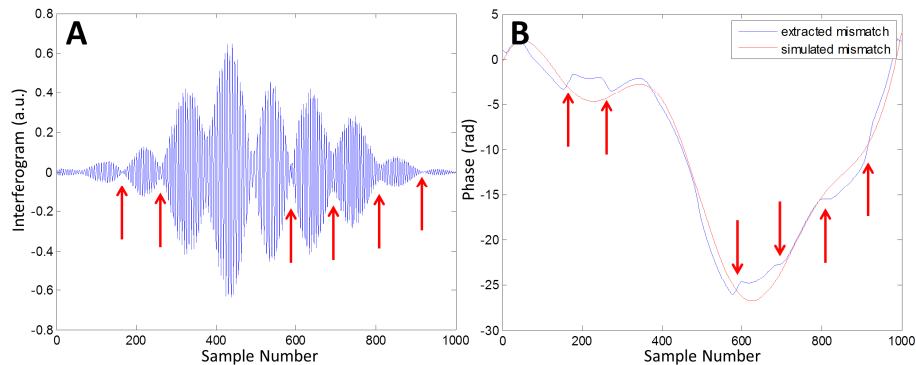 A
0.8
0.6
0.4
0.2
0
-0.2
-0.4
-0.6
-0.8
Interferogram (a.u.)
0 200 400 600 800 1000
Sample Number
B
extracted mismatch
simulated mismatch
0
-5
-10
-15
-20
-25
-30
Phase (rad)
0 200 400 600 800 1000
Sample Number